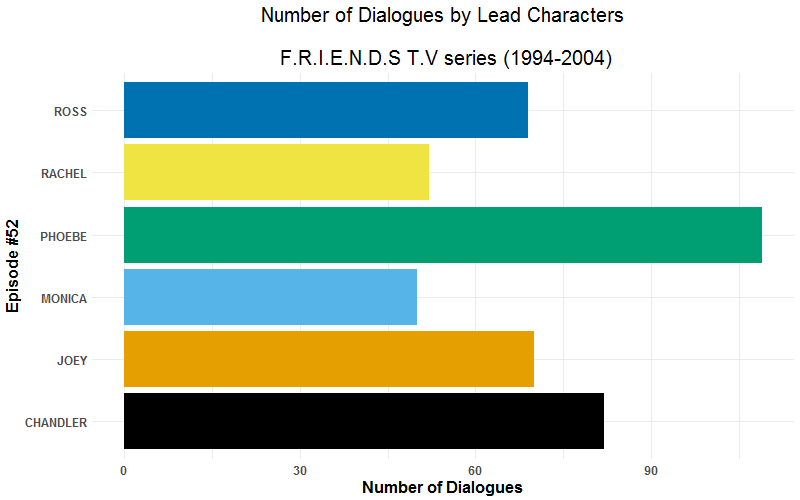 Number of Dialogues by Lead Characters
F.R.I.E.N.D.S T.V series (1994-2004)
ROSS
RACHEL
PHOEBE
MONICA
JOEY
CHANDLER
Episode #52
0 30 60 90
Number of Dialogues